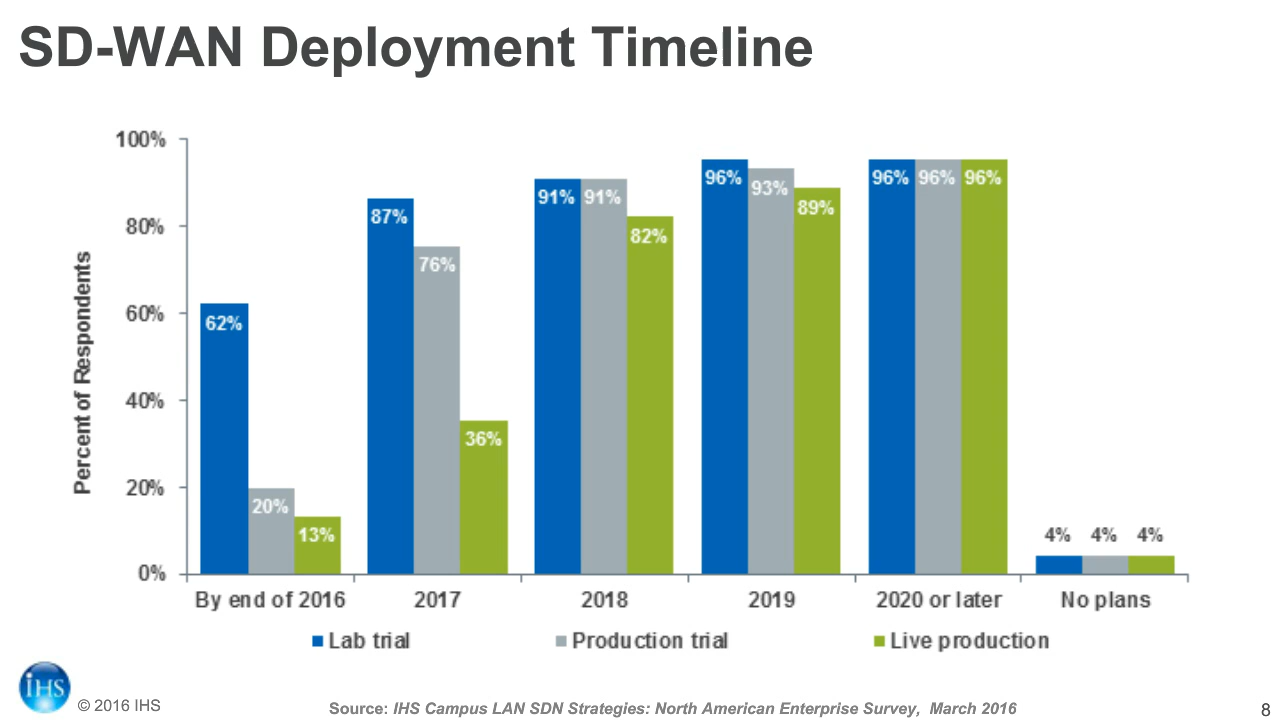 SD-WAN Deployment Timeline
Percent of Respondents
100%
80%
60%
40%
20%
0%
62%
20%
13%
87%
76%
36%
91%
91%
82%
96%
93%
89%
96%
96%
96%
4%
4%
4%
By end of 2016
2017
2018
2019
2020 or later
No plans
Lab trial
Production trial
Live production
IHS
© 2016 IHS
Source: IHS Campus LAN SDN Strategies: North American Enterprise Survey, March 2016
8